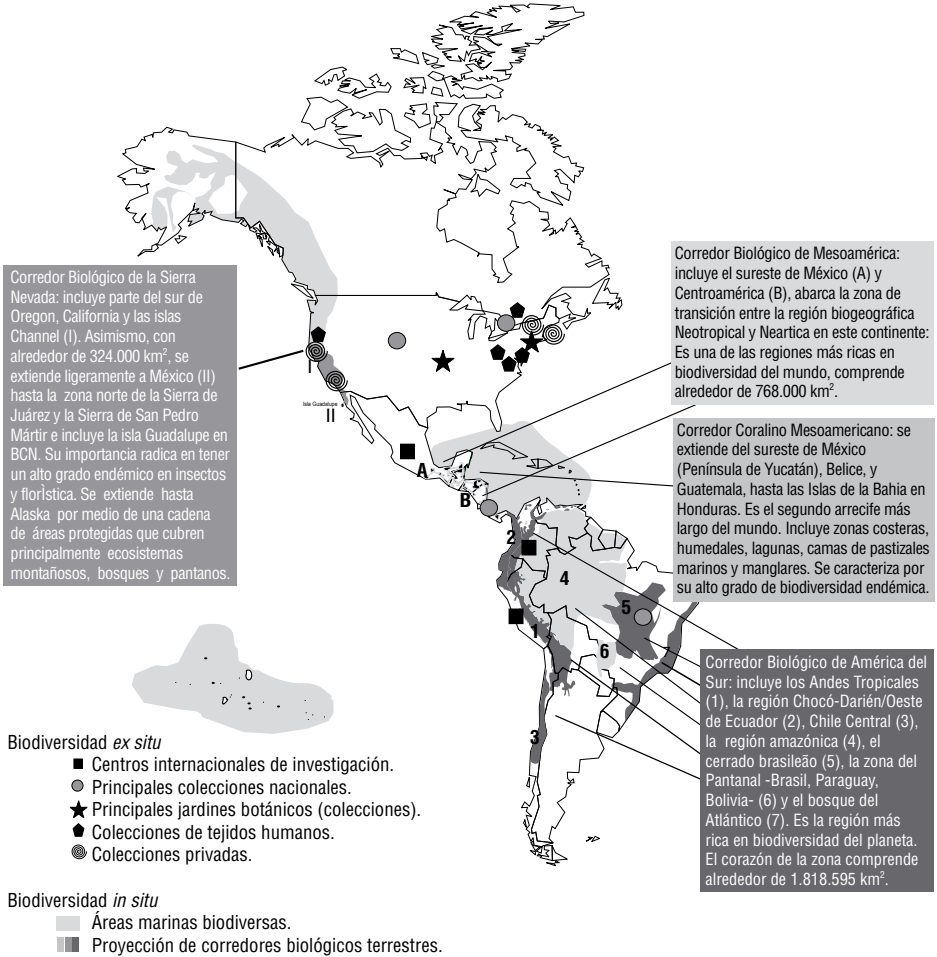 Corredor Biológico de la Sierra
Nevada: incluye parte del sur de
Oregon, California y las islas
Channel (I). Asimismo, con
alrededor de 324.000 km², se
extiende ligeramente a México (II)
hasta la zona norte de la Sierra de
Juárez y la Sierra de San Pedro
Mártir e incluye la isla Guadalupe en
BCN. Su importancia radica en tener
un alto grado endémico en insectos
y florÌstica. Se extiende hasta
Alaska por medio de una cadena
de áreas protegidas que cubren
principalmente ecosistemas
montañosos, bosques y pantanos.
Corredor Biológico de Mesoamérica:
incluye el sureste de México (A) y
Centroamérica (B), abarca la zona de
transición entre la región biogeográfica
Neotropical y Neartica en este continente:
Es una de las regiones más ricas en
biodiversidad del mundo, comprende
alrededor de 768.000 km².
Corredor Coralino Mesoamericano: se
extiende del sureste de México
(Península de Yucatán), Belice, y
Guatemala, hasta las Islas de la Bahia en
Honduras. Es el segundo arrecife más
largo del mundo. Incluye zonas costeras,
humedales, lagunas, camas de pastizales
marinos y manglares. Se caracteriza por
su alto grado de biodiversidad endémica.
Corredor Biológico de América del
Sur: incluye los Andes Tropicales
(1), la región Chocó-Darién/Oeste
de Ecuador (2), Chile Central (3),
la región amazónica (4), el
cerrado brasileão (5), la zona del
Pantanal -Brasil, Paraguay,
Bolivia- (6) y el bosque del
Atlántico (7). Es la región más
rica en biodiversidad del planeta.
El corazón de la zona comprende
alrededor de 1.818.595 km².
I
Isla Guadalupe
II
A
B
2
4
5
1
6
3
Biodiversidad ex situ
Centros internacionales de investigación.
Principales colecciones nacionales.
Principales jardines botánicos (colecciones).
Colecciones de tejidos humanos.
Colecciones privadas.
Biodiversidad in situ
Áreas marinas biodiversas.
Proyección de corredores biológicos terrestres.